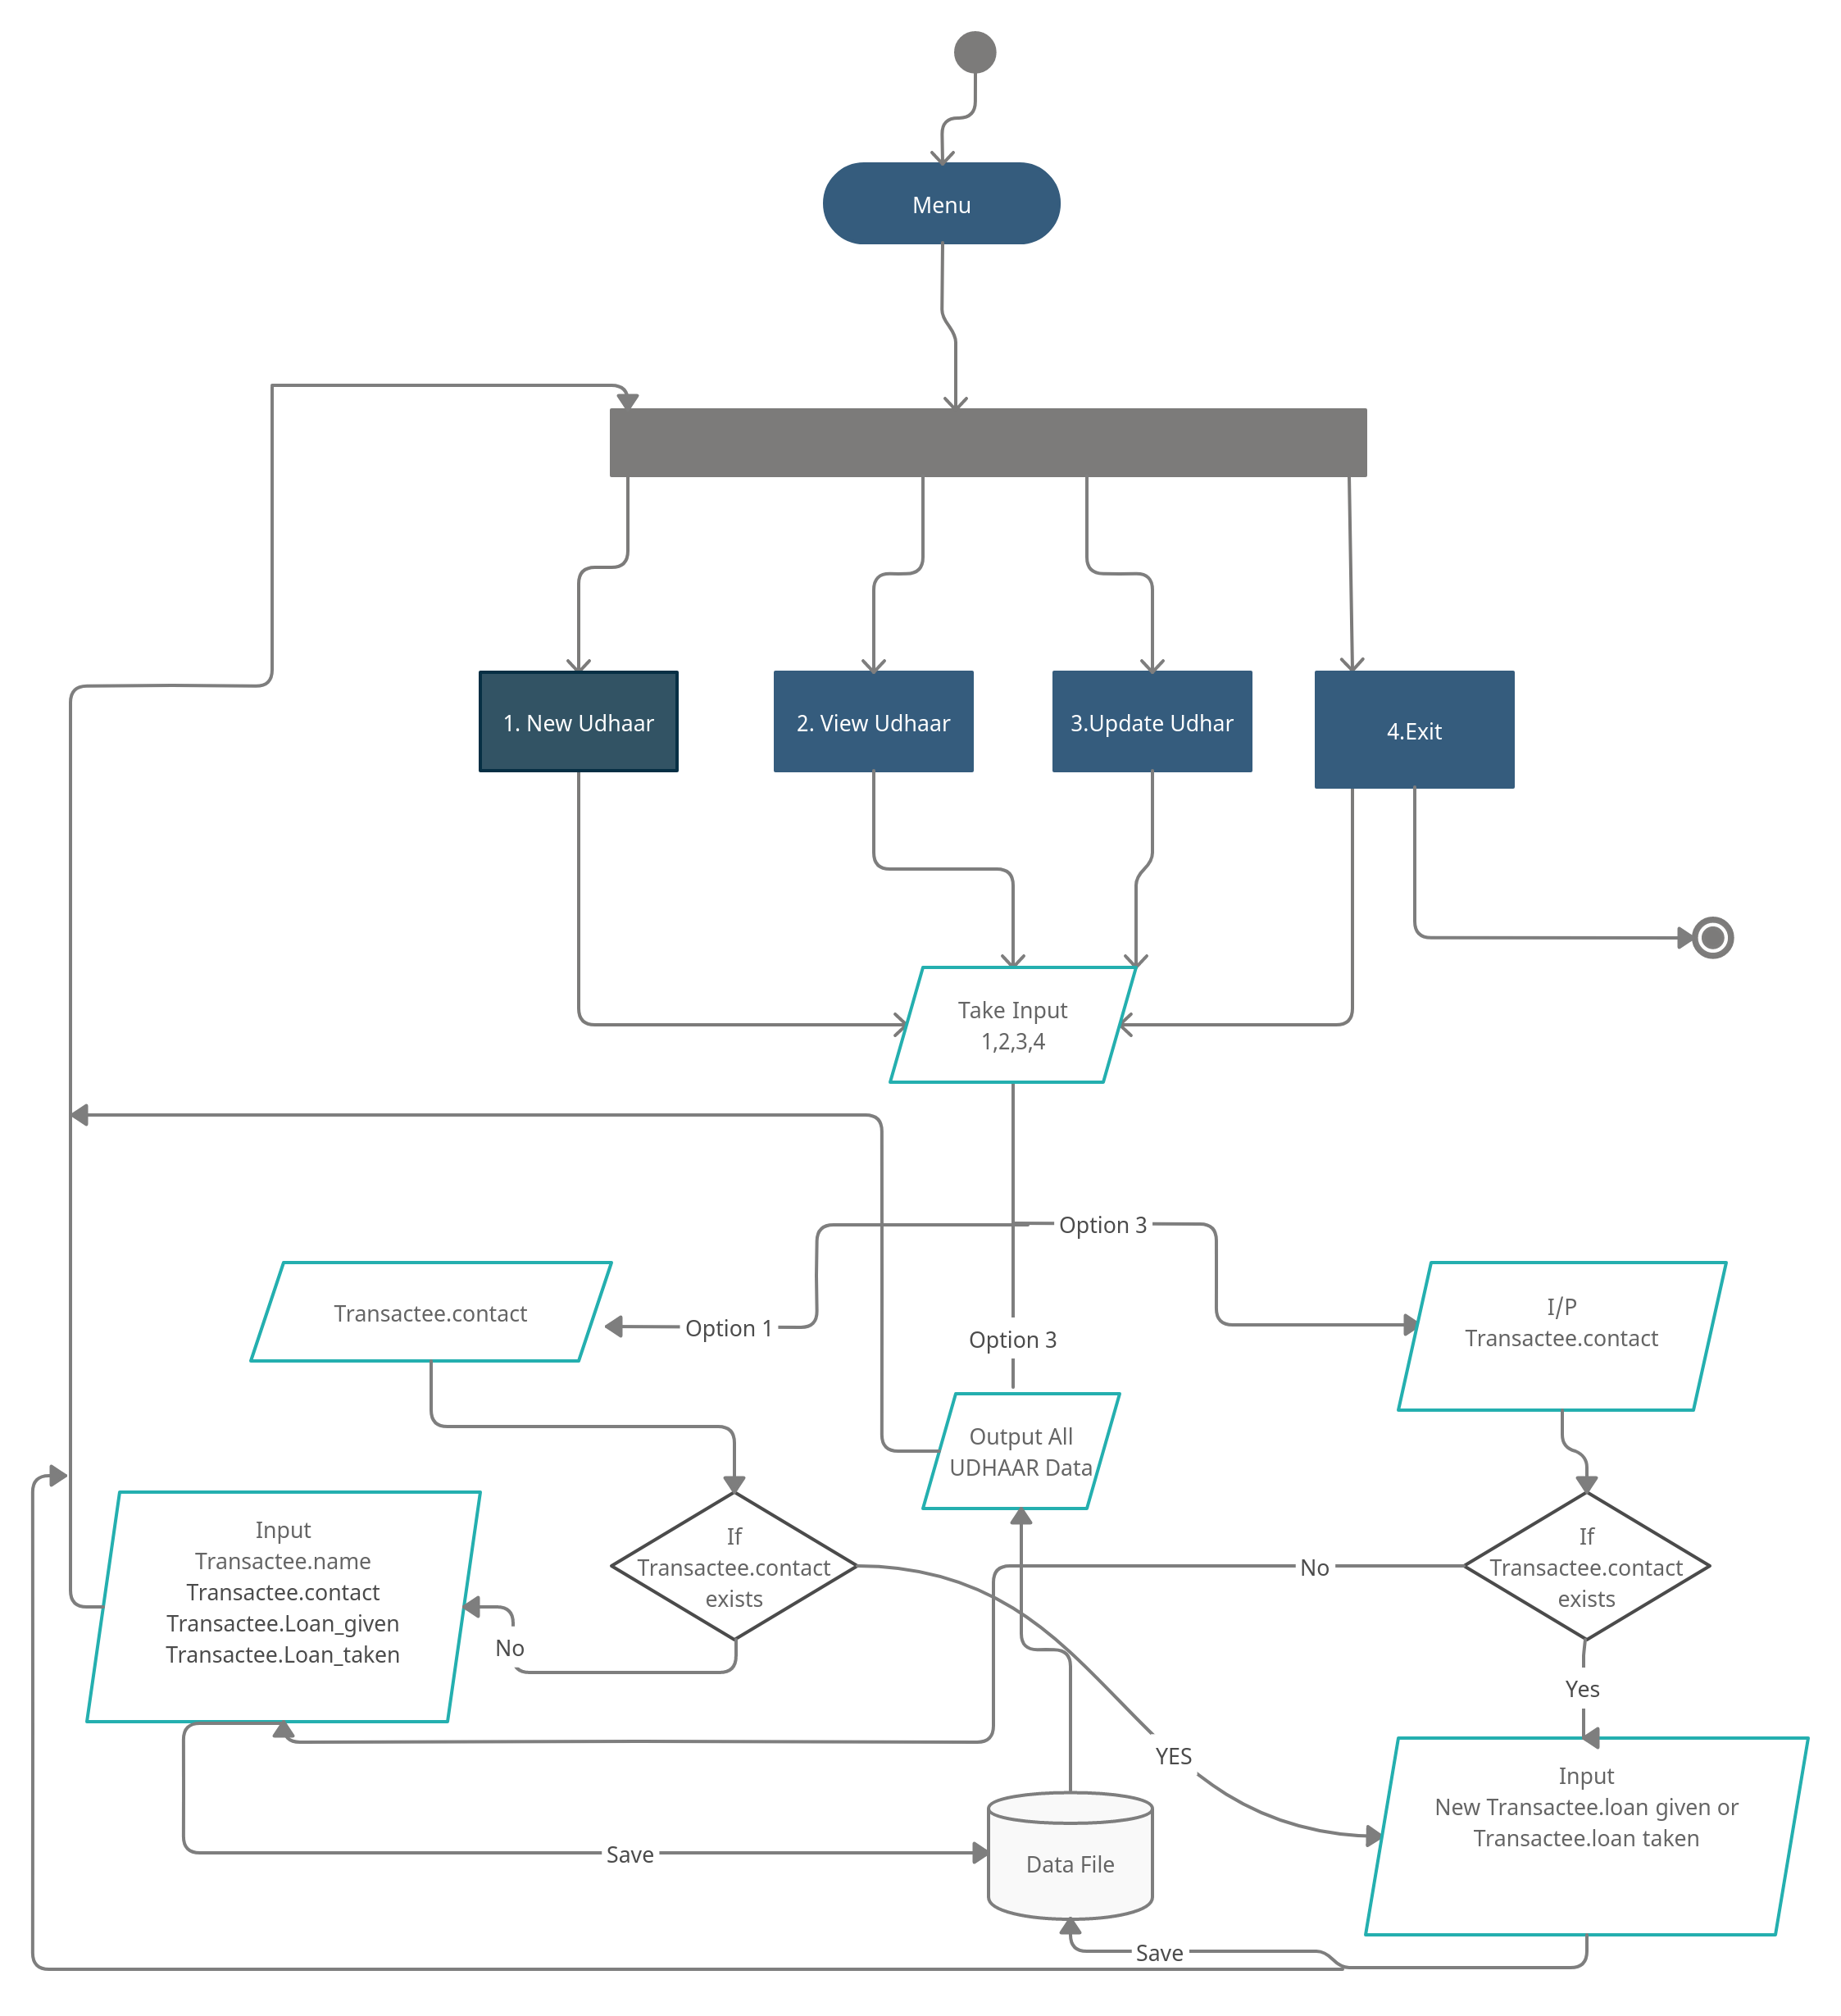 Menu
1. New Udhaar
2. View Udhaar
3.Update Udhar
4.Exit
Take Input
1,2,3,4
Option 3
Option 1
Option 3
Transactee.contact
I/P
Transactee.contact
Output All
UDHAAR Data
Input
Transactee.name
Transactee.contact
Transactee.Loan_given
Transactee.Loan_taken
If
Transactee.contact
exists
No
No
If
Transactee.contact
exists
Yes
YES
Input
New Transactee.loan given or
Transactee.loan taken
Save
Data File
Save